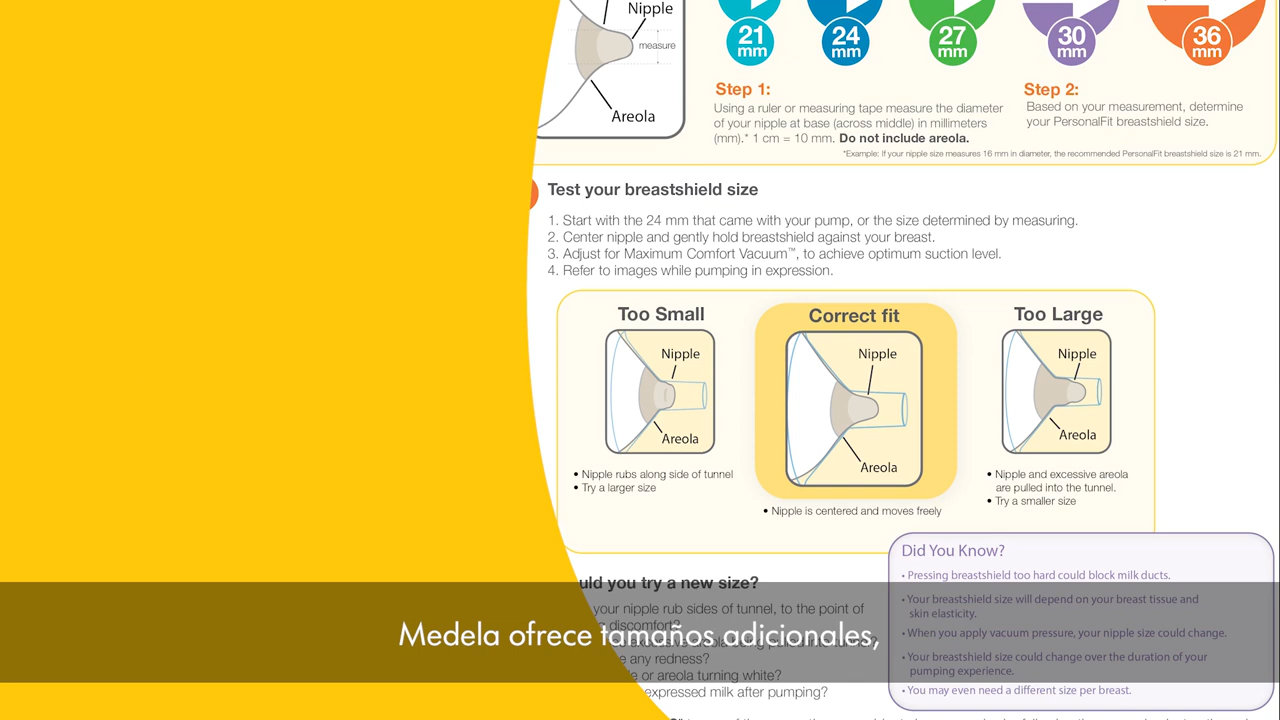 Nipple
measure
Areola
21 mm
24 mm
27 mm
30 mm
36 mm
Step 1:
Using a ruler or measuring tape measure the diameter
of your nipple at base (across middle) in millimeters
(mm).* 1 cm = 10 mm. Do not include areola.
Step 2:
Based on your measurement, determine
your PersonalFit breastshield size.
*Example: If your nipple size measures 16 mm in diameter, the recommended PersonalFit breastshield size is 21 mm.
Test your breastshield size
1. Start with the 24 mm that came with your pump, or the size determined by measuring.
2. Center nipple and gently hold breastshield against your breast.
3. Adjust for Maximum Comfort Vacuum™, to achieve optimum suction level.
4. Refer to images while pumping in expression.
Too Small
Nipple
Areola
• Nipple rubs along side of tunnel
• Try a larger size
Correct fit
Nipple
Areola
• Nipple is centered and moves freely
Too Large
Nipple
Areola
• Nipple and excessive areola
are pulled into the tunnel.
• Try a smaller size
uld you try a new size?
your nipple rub sides of tunnel, to the point of
discomfort?
e any redness?
le or areola turning white?
expressed milk after pumping?
Did You Know?
• Pressing breastshield too hard could block milk ducts.
• Your breastshield size will depend on your breast tissue and
skin elasticity.
• When you apply vacuum pressure, your nipple size could change.
• Your breastshield size could change over the duration of your
pumping experience.
• You may even need a different size per breast.
Medela ofrece tamaños adicionales,